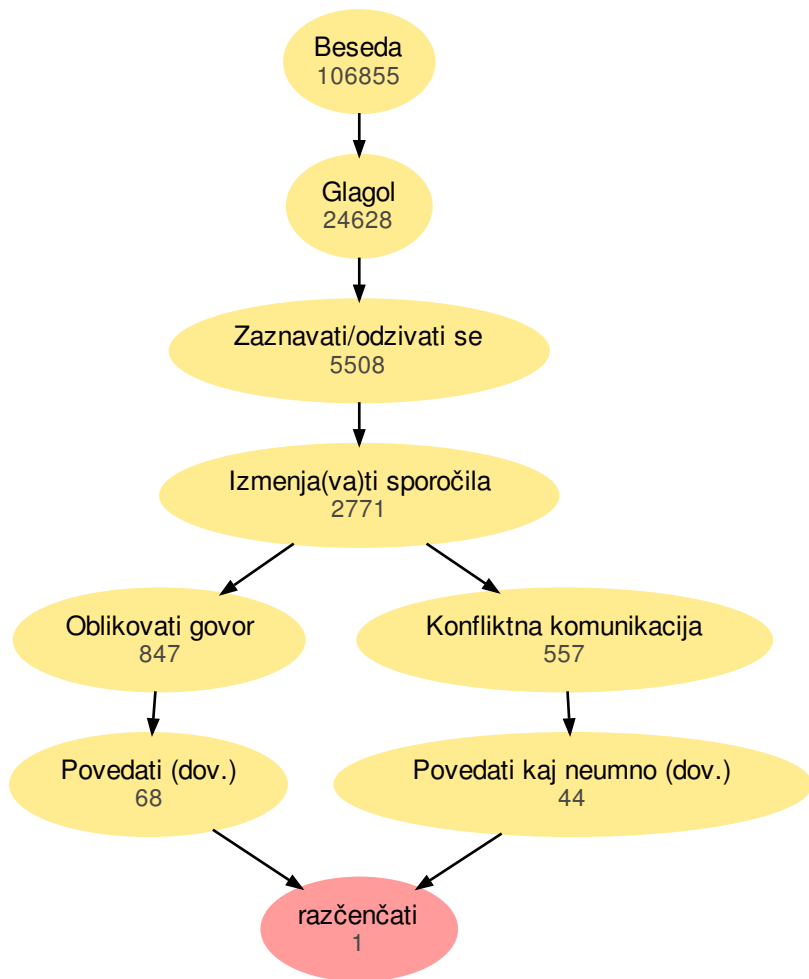 Beseda
106855
Glagol
24628
Zaznavati/odzivati se
5508
Izmenja(va)ti sporočila
2771
Oblikovati govor
847
Konfliktna komunikacija
557
Povedati (dov.)
68
Povedati kaj neumno (dov.)
44
razčenčati
1